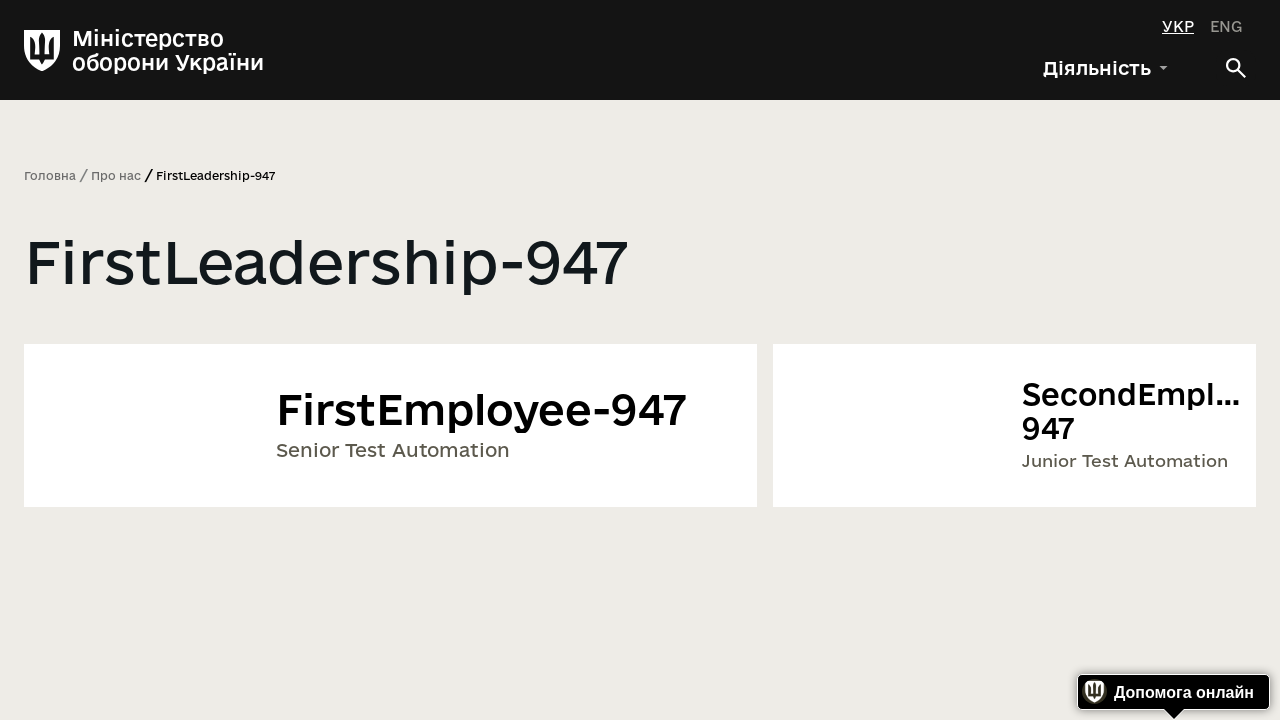 Міністерство
оборони України
УКР ENG
Діяльність
Головна / Про нас / FirstLeadership-947
FirstLeadership-947
FirstEmployee-947
Senior Test Automation
SecondEmpl...
947
Junior Test Automation
Допомога онлайн